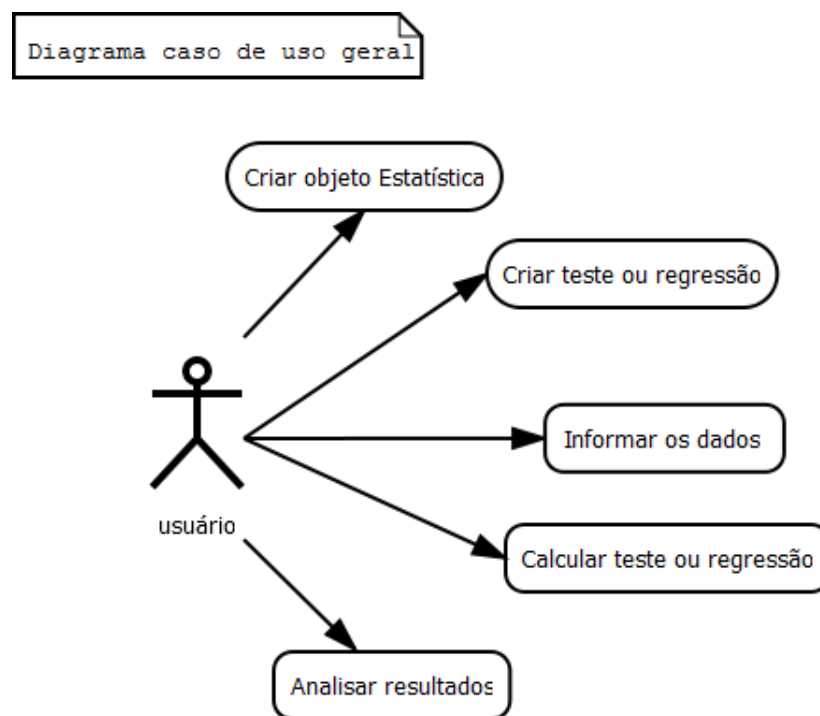 Diagrama caso de uso geral
Criar objeto Estatística
Criar teste ou regressão
Informar os dados
usuário
Calcular teste ou regressão
Analisar resultados